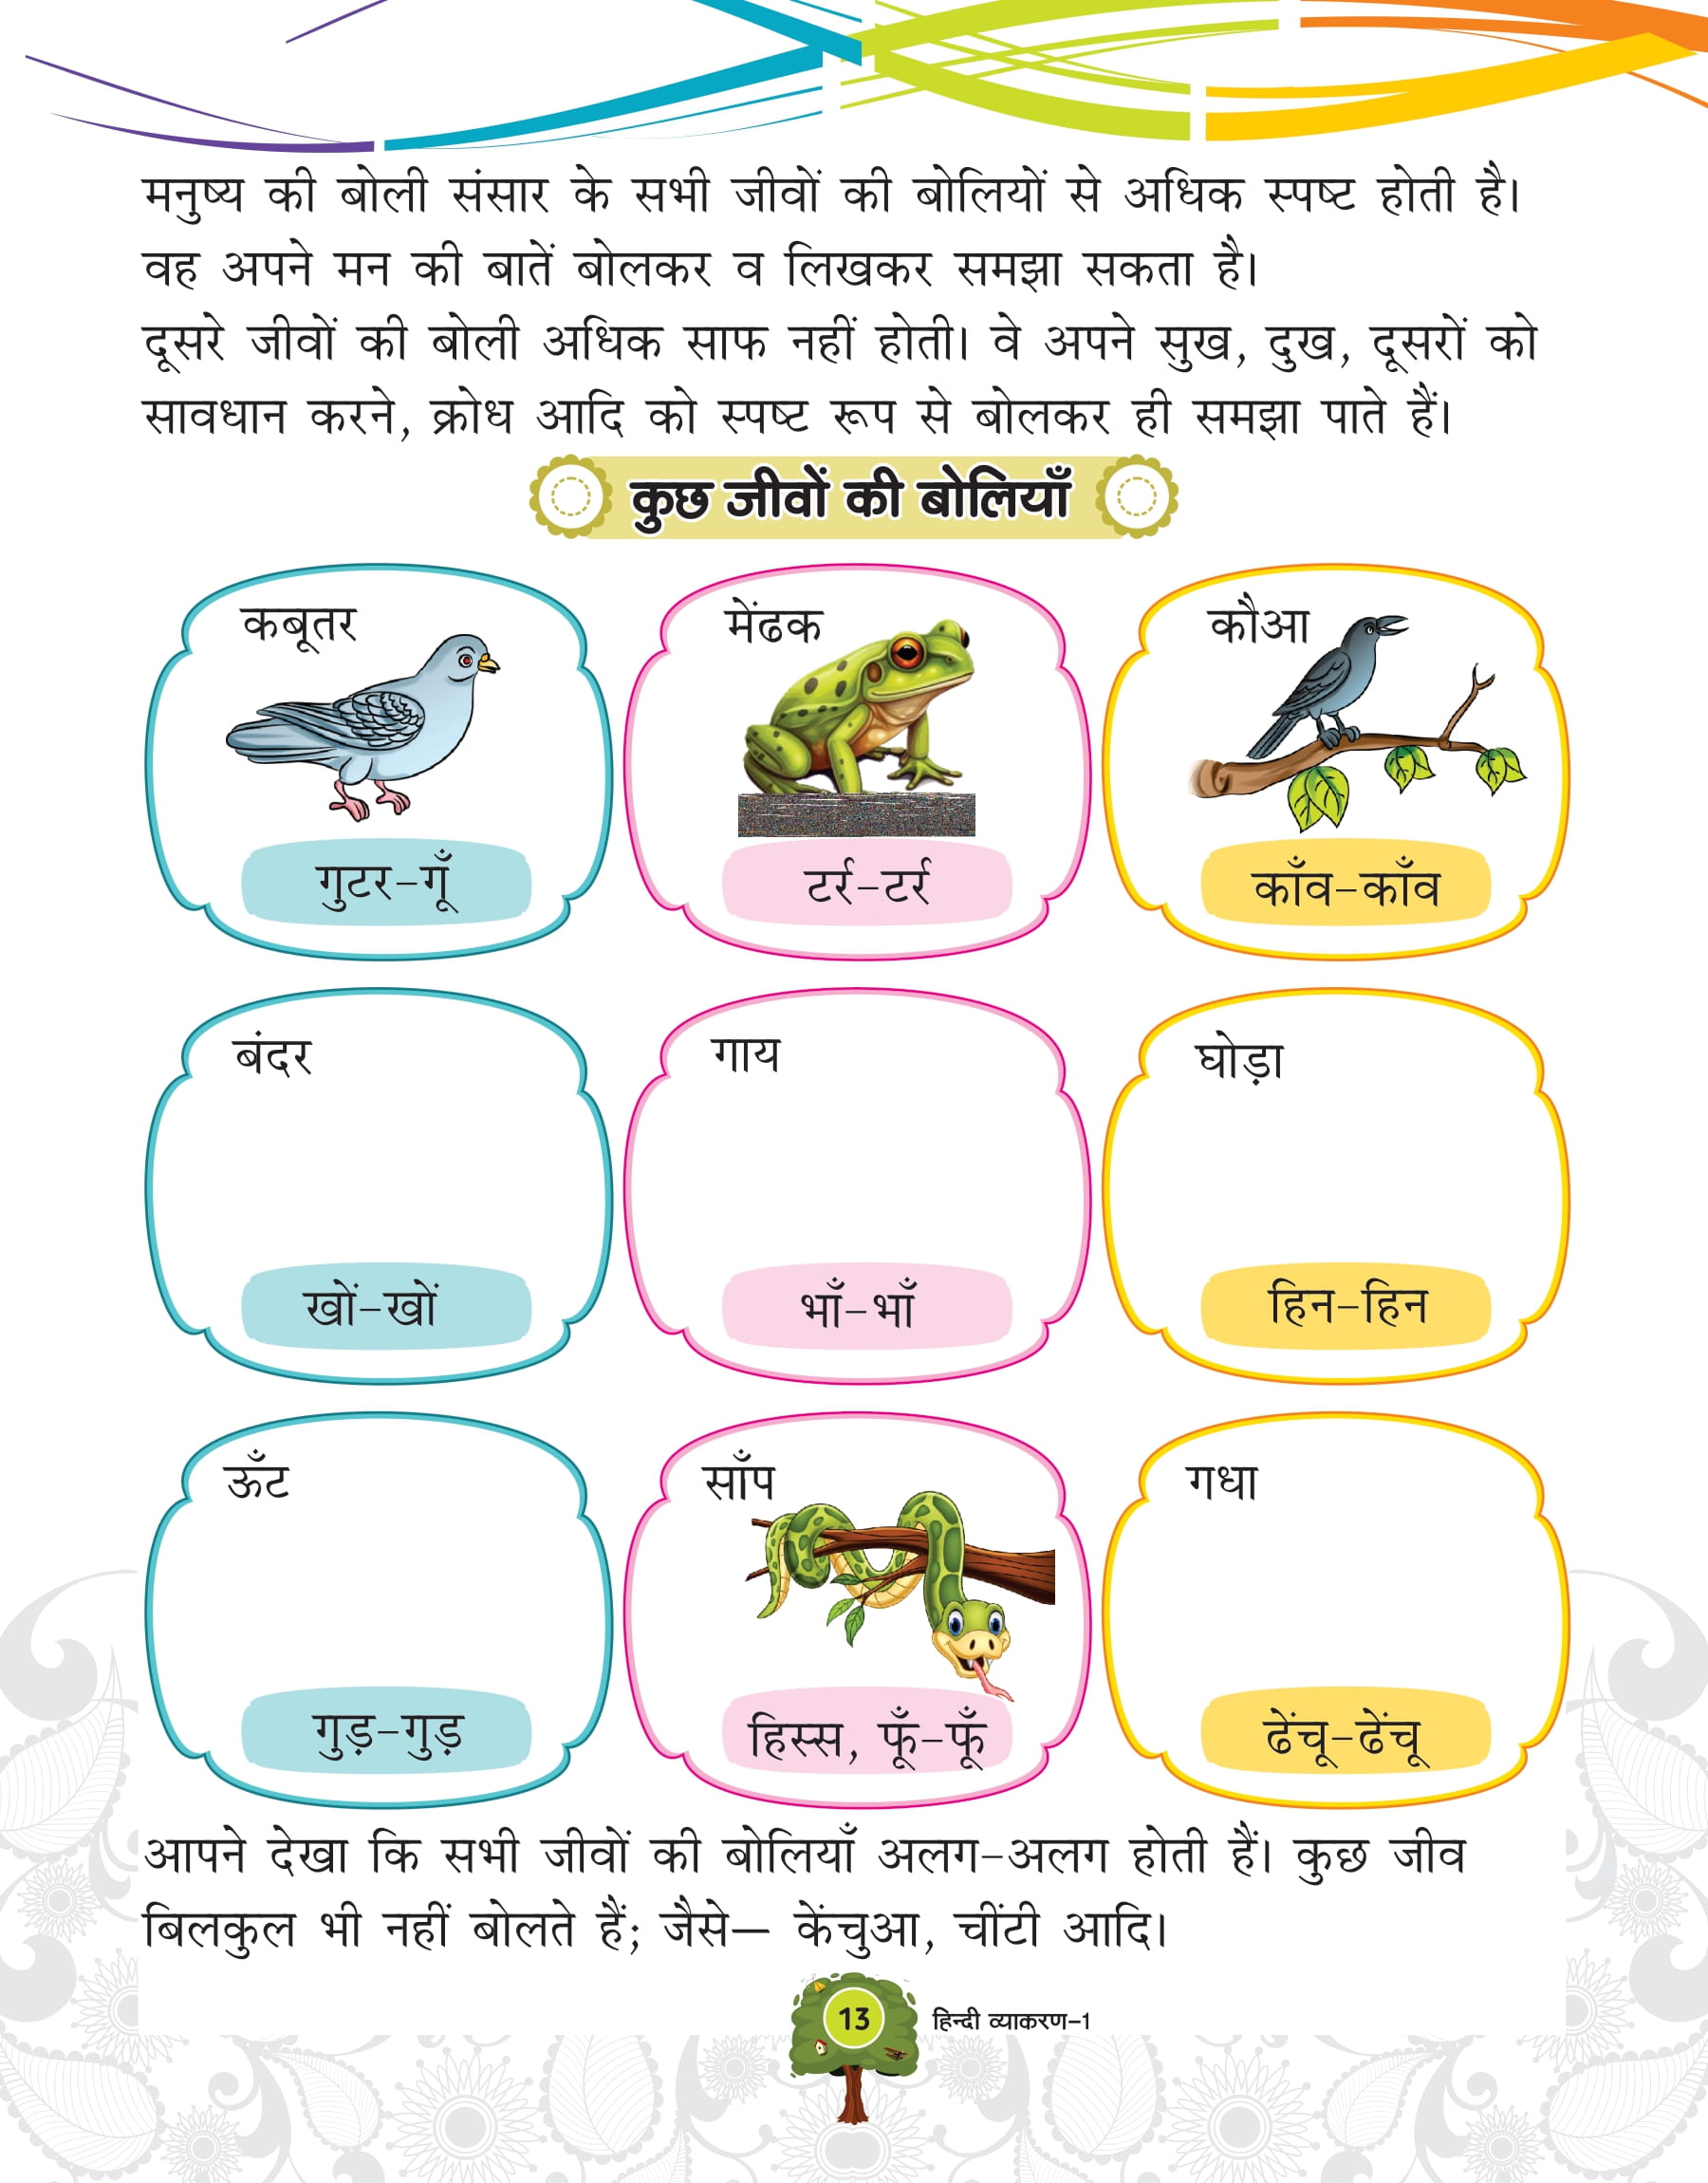 मनुष्य की बोली संसार के सभी जीवों की बोलियों से अधिक स्पष्ट होती है।
वह अपने मन की बातें बोलकर व लिखकर समझा सकता है।
दूसरे जीवों की बोली अधिक साफ नहीं होती। वे अपने सुख, दुख, दूसरों को
सावधान करने, क्रोध आदि को स्पष्ट रूप से बोलकर ही समझा पाते हैं।
कुछ जीवों की बोलियाँ
कबूतर
मेंढक
कौआ
गुटर-गूँ
टर्र-टर्र
काँव-काँव
बंदर
गाय
घोड़ा
खों-खों
भाँ-भाँ
हिन-हिन
ऊँट
साँप
गधा
गुड़-गुड़
हिस्स, फूँ-फूँ
ढेंचू-ढेंचू
आपने देखा कि सभी जीवों की बोलियाँ अलग-अलग होती हैं। कुछ जीव
बिलकुल भी नहीं बोलते हैं; जैसे— केंचुआ, चींटी आदि।
13
हिन्दी व्याकरण-1